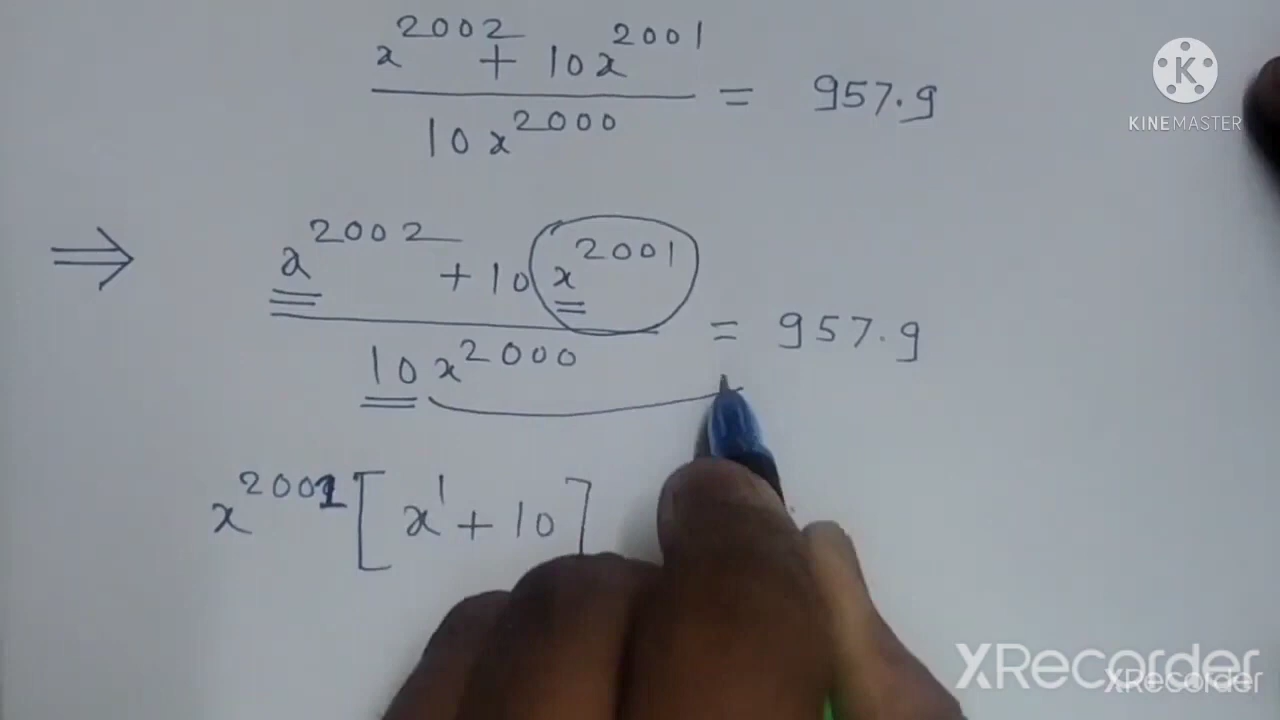 x^2002 + 10x^2001
10x^2000
= 957.9
KINEMASTER
⇒
x^2002 + 10x^2001
10x^2000
= 957.9
x^2001 [x^1 + 10]
XRecorder
XRecorder